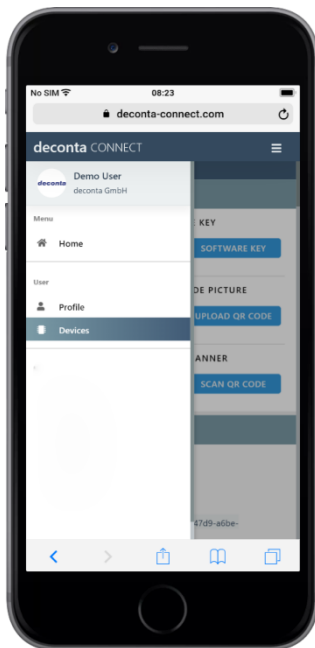 No SIM 08:23
deconta-connect.com
deconta CONNECT
deconta
Demo User
deconta GmbH
Menu
Home
User
Profile
Devices
KEY
SOFTWARE KEY
DE PICTURE
UPLOAD QR CODE
ANNER
SCAN QR CODE
47d9-a6be-